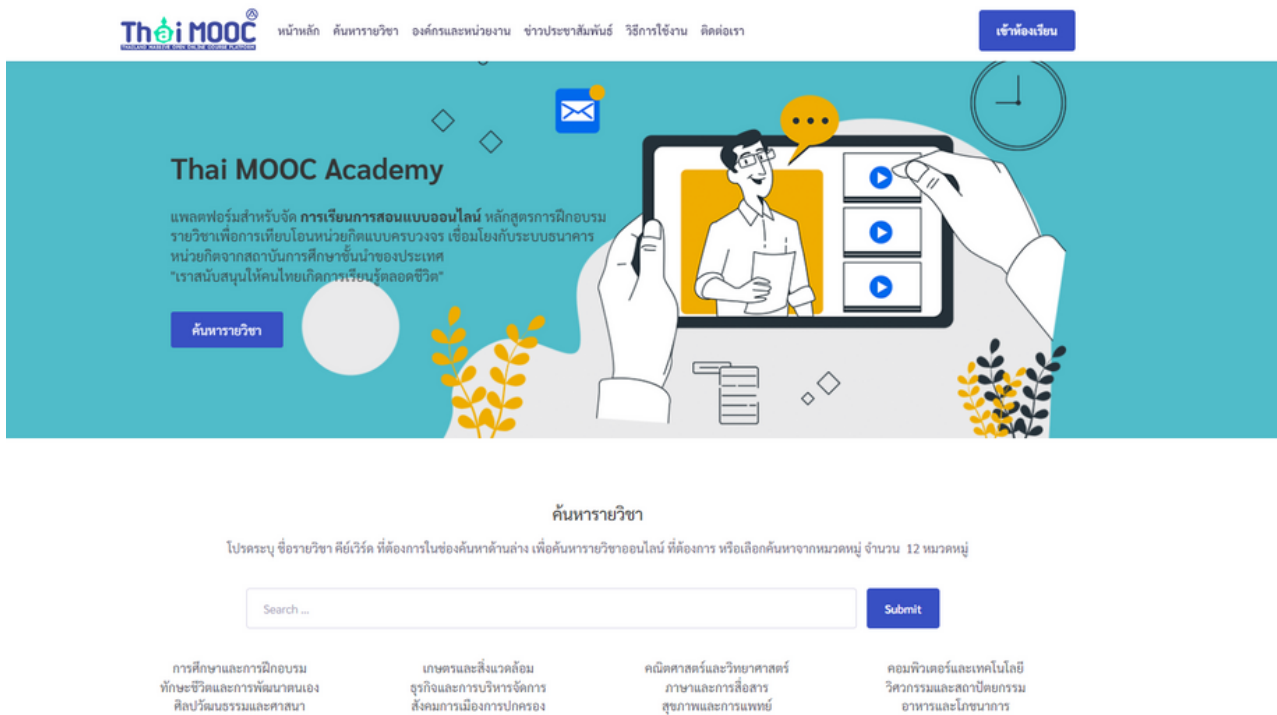 Thai MOOC
THAILAND MASSIVE OPEN ONLINE COURSE PLATFORM
หน้าหลัก ค้นหารายวิชา องค์กรและหน่วยงาน ข่าวประชาสัมพันธ์ วิธีการใช้งาน ติดต่อเรา
เข้าห้องเรียน
Thai MOOC Academy
แพลตฟอร์มสำหรับจัด การเรียนการสอนแบบออนไลน์ หลักสูตรการฝึกอบรม
รายวิชาเพื่อการเทียบโอนหน่วยกิตแบบครบวงจร เชื่อมโยงกับระบบธนาคาร
หน่วยกิตจากสถาบันการศึกษาชั้นนำของประเทศ
"เราสนับสนุนให้คนไทยเกิดการเรียนรู้ตลอดชีวิต"
ค้นหารายวิชา
ค้นหารายวิชา
โปรดระบุ ชื่อรายวิชา คีย์เวิร์ด ที่ต้องการในช่องค้นหาด้านล่าง เพื่อค้นหารายวิชาออนไลน์ ที่ต้องการ หรือเลือกค้นหาจากหมวดหมู่ จำนวน 12 หมวดหมู่
Search ...
Submit
การศึกษาและการฝึกอบรม
ทักษะชีวิตและการพัฒนาตนเอง
ศิลปวัฒนธรรมและศาสนา
เกษตรและสิ่งแวดล้อม
ธุรกิจและการบริหารจัดการ
สังคมการเมืองการปกครอง
คณิตศาสตร์และวิทยาศาสตร์
ภาษาและการสื่อสาร
สุขภาพและการแพทย์
คอมพิวเตอร์และเทคโนโลยี
วิศวกรรมและสถาปัตยกรรม
อาหารและโภชนาการ